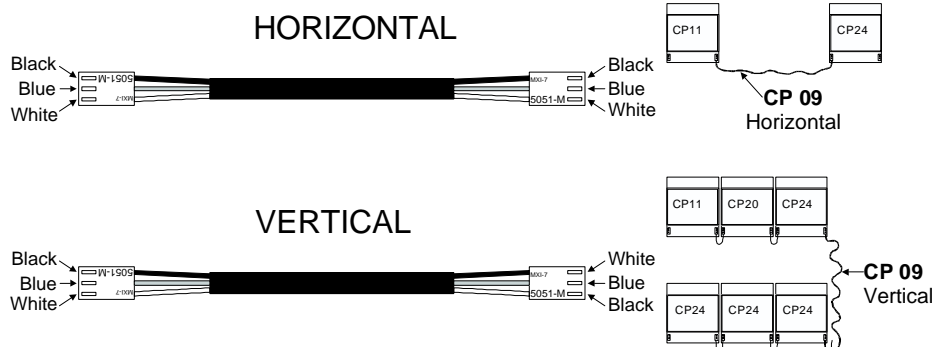 HORIZONTAL
Black
Blue
White
5051-M
MXI-7
MXI-7
5051-M
Black
Blue
White
CP11
CP24
CP 09
Horizontal
VERTICAL
Black
Blue
White
5051-M
MXI-7
MXI-7
5051-M
White
Blue
Black
CP11
CP20
CP24
CP 09
Vertical
CP24
CP24
CP24